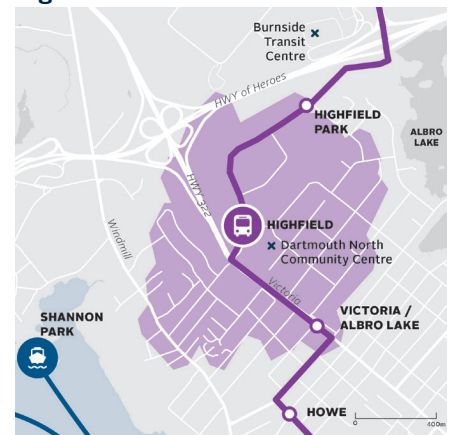 Burnside
Transit
Centre
HWY of Heroes
HIGHFIELD
PARK
ALBRO
LAKE
HWY 322
Windmill
HIGHFIELD
Dartmouth North
Community Centre
Victoria
SHANNON
PARK
VICTORIA /
ALBRO LAKE
HOWE
0 400m